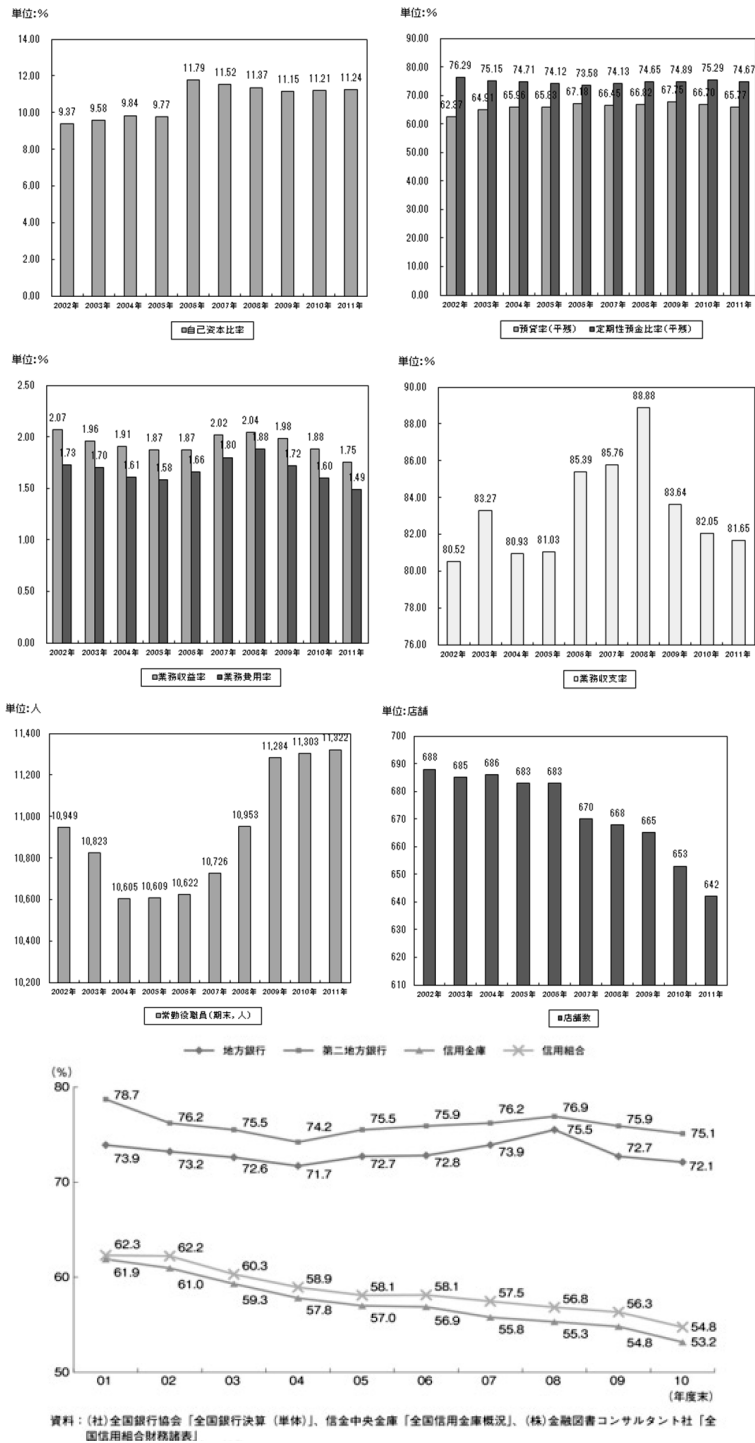 単位:%
14.00
12.00
10.00
8.00
6.00
4.00
2.00
0.00
9.37 9.58 9.84 9.77 11.79 11.52 11.37 11.15 11.21 11.24
2002年 2003年 2004年 2005年 2006年 2007年 2008年 2009年 2010年 2011年
自己資本比率
単位:%
90.00
80.00
70.00
60.00
50.00
40.00
30.00
20.00
10.00
0.00
76.29 75.15 74.71 74.12 73.58 74.13 74.65 74.89 75.29 74.67
62.37 64.91 65.96 65.83 67.18 66.45 66.82 67.75 66.70 65.77
2002年 2003年 2004年 2005年 2006年 2007年 2008年 2009年 2010年 2011年
預貸率(平残) 定期性預金比率(平残)
単位:%
2.50
2.00
1.50
1.00
0.50
0.00
2.07 1.96 1.91 1.87 1.87 2.02 2.04 1.98 1.88 1.75
1.73 1.70 1.61 1.58 1.66 1.80 1.88 1.72 1.60 1.49
2002年 2003年 2004年 2005年 2006年 2007年 2008年 2009年 2010年 2011年
業務収益率 業務費用率
単位:%
90.00
88.00
86.00
84.00
82.00
80.00
78.00
76.00
80.52 83.27 80.93 81.03 85.39 85.76 88.88 83.64 82.05 81.65
2002年 2003年 2004年 2005年 2006年 2007年 2008年 2009年 2010年 2011年
業務収支率
単位:人
11,400
11,200
11,000
10,800
10,600
10,400
10,200
10,949 10,823 10,605 10,609 10,622 10,726 10,953 11,284 11,303 11,322
2002年 2003年 2004年 2005年 2006年 2007年 2008年 2009年 2010年 2011年
常勤役職員(期末,人)
単位:店舗
700
690
680
670
660
650
640
630
620
610
688 685 686 683 683 670 668 665 653 642
2002年 2003年 2004年 2005年 2006年 2007年 2008年 2009年 2010年 2011年
店舗数
地方銀行 第二地方銀行 信用金庫 信用組合
(%)
80
70
60
50
78.7 76.2 75.5 74.2 75.5 75.9 76.2 76.9 75.9 75.1
73.9 73.2 72.6 71.7 72.7 72.8 73.9 75.5 72.7 72.1
62.3 62.2 60.3 58.9 58.1 58.1 57.5 56.8 56.3 54.8
61.9 61.0 59.3 57.8 57.0 56.9 55.8 55.3 54.8 53.2
01 02 03 04 05 06 07 08 09 10
(年度末)
資料:(社)全国銀行協会「全国銀行決算(単体)」、信金中央金庫「全国信用金庫概況」、(株)金融図書コンサルタント社「全
国信用組合財務諸表」